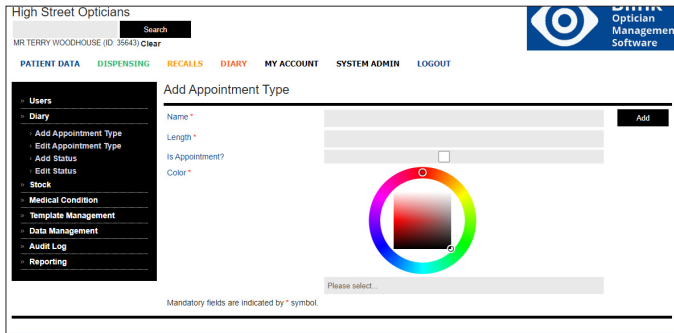 High Street Opticians
Search
MR TERRY WOODHOUSE (ID: 35643) Clear
Optician
Managemen
Software
PATIENT DATA DISPENSING RECALLS DIARY MY ACCOUNT SYSTEM ADMIN LOGOUT
» Users
» Diary
› Add Appointment Type
› Edit Appointment Type
› Add Status
› Edit Status
» Stock
» Medical Condition
» Template Management
» Data Management
» Audit Log
» Reporting
Add Appointment Type
Name *
Add
Length *
Is Appointment?
Color *
Please select...
Mandatory fields are indicated by * symbol.